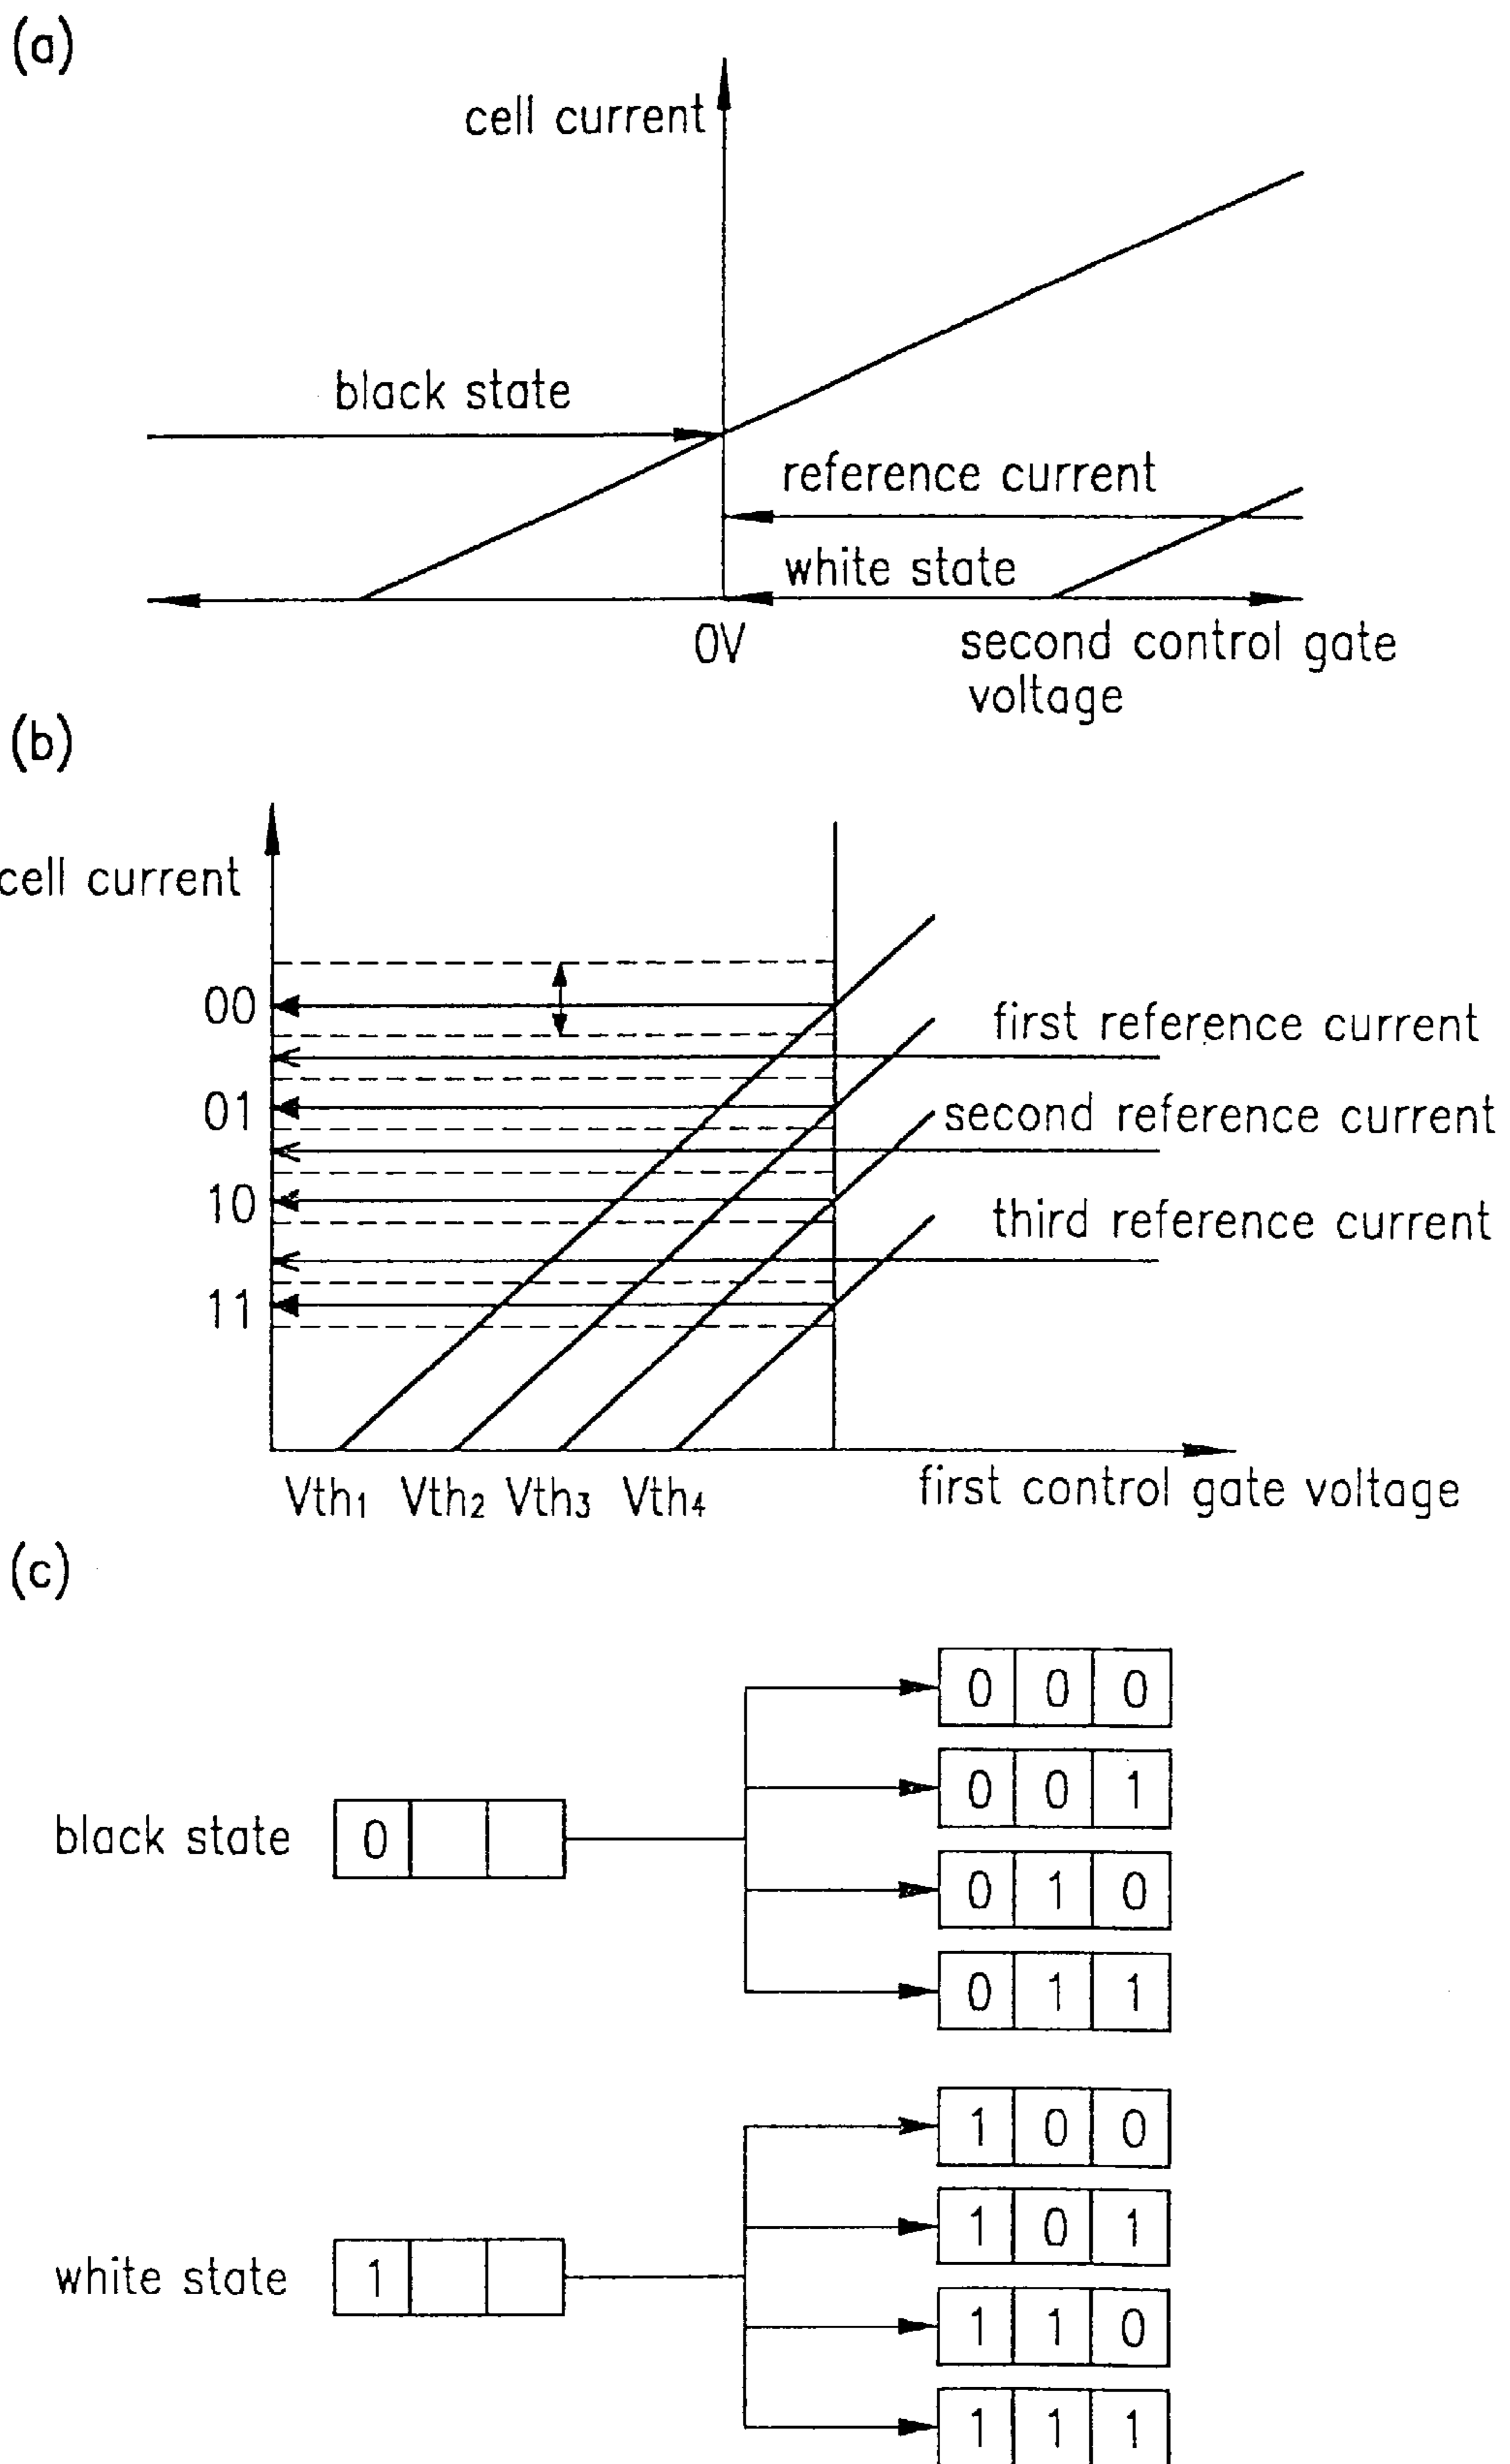 (a)
cell current
black state
reference current
white state
0V
second control gate
voltage
(b)
cell current
00
first reference current
01
second reference current
10
third reference current
11
Vth1 Vth2 Vth3 Vth4
first control gate voltage
(c)
0 0 0
0 0 1
black state 0
0 1 0
0 1 1
1 0 0
1 0 1
white state 1
1 1 0
1 1 1